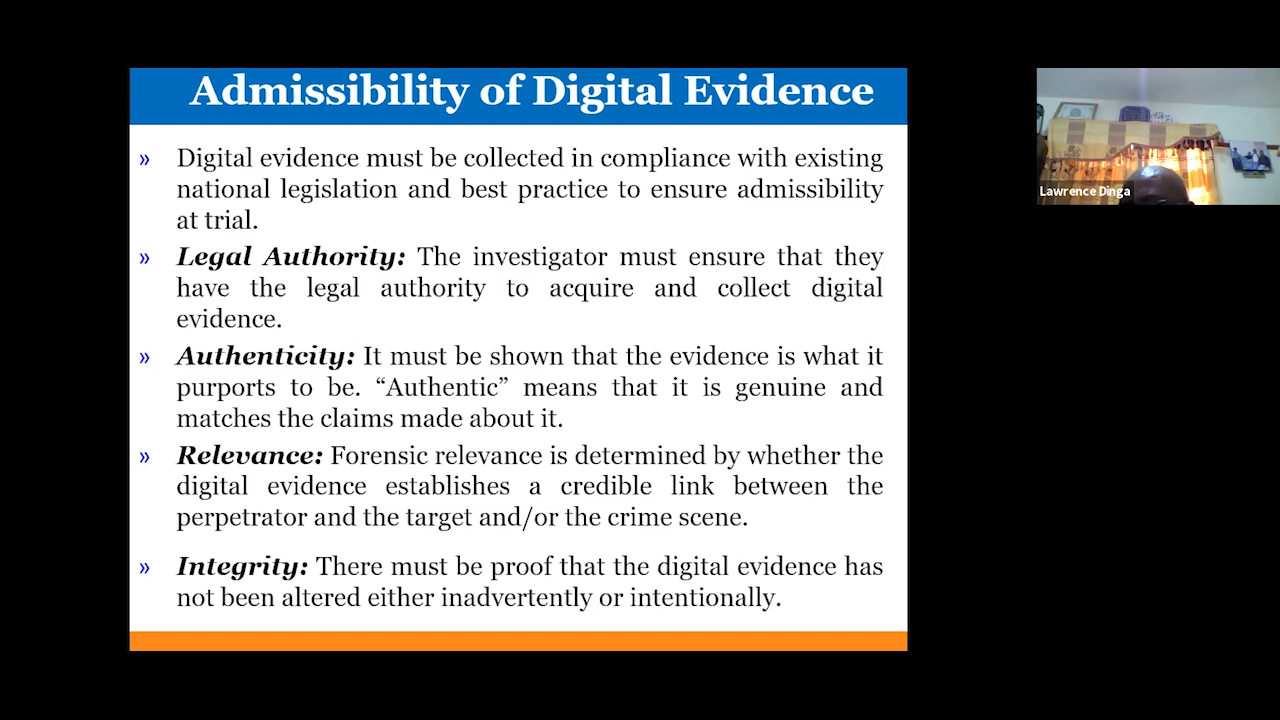 Admissibility of Digital Evidence
» Digital evidence must be collected in compliance with existing
national legislation and best practice to ensure admissibility
at trial.
» Legal Authority: The investigator must ensure that they
have the legal authority to acquire and collect digital
evidence.
» Authenticity: It must be shown that the evidence is what it
purports to be. “Authentic” means that it is genuine and
matches the claims made about it.
» Relevance: Forensic relevance is determined by whether the
digital evidence establishes a credible link between the
perpetrator and the target and/or the crime scene.
» Integrity: There must be proof that the digital evidence has
not been altered either inadvertently or intentionally.
Lawrence Dinga